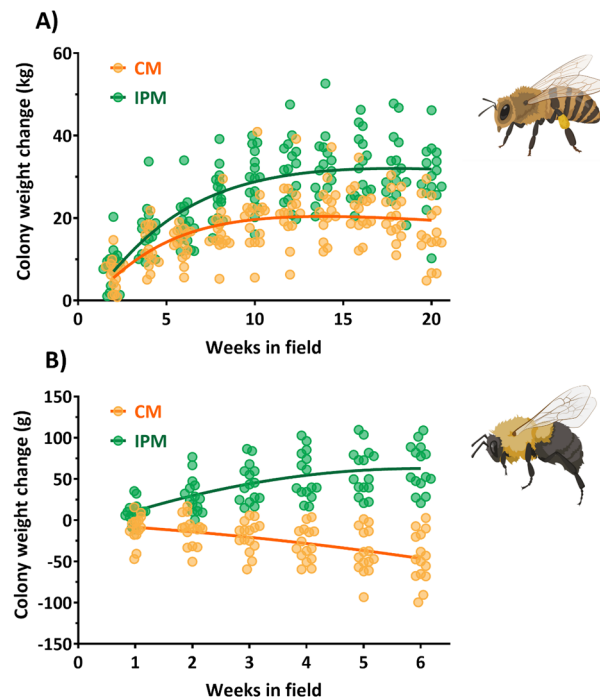 A)
60
CM
IPM
40
20
0
Colony weight change (kg)
0 5 10 15 20
Weeks in field
B)
150
CM
100
IPM
50
0
-50
-100
-150
Colony weight change (g)
1 2 3 4 5 6
Weeks in field